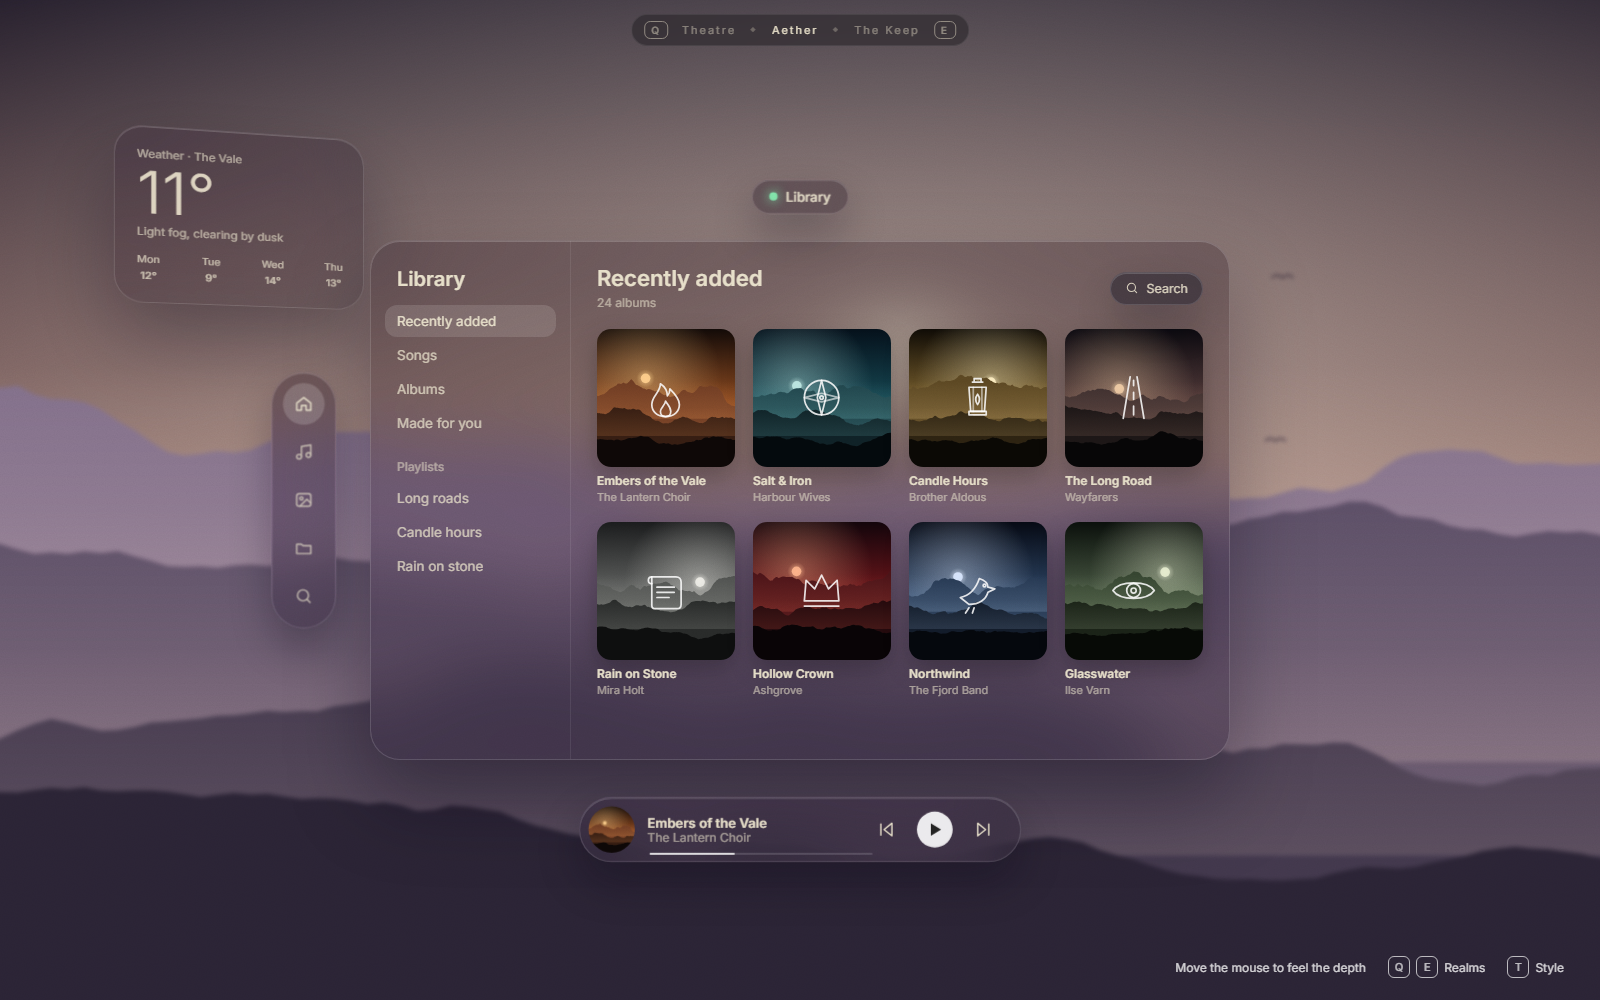 Q Theatre Aether The Keep E
Weather · The Vale
11°
Light fog, clearing by dusk
Mon Tue Wed Thu
12° 9° 14° 13°
Library
Library
Recently added
Songs
Albums
Made for you
Playlists
Long roads
Candle hours
Rain on stone
Recently added
24 albums
Search
Embers of the Vale
The Lantern Choir
Salt & Iron
Harbour Wives
Candle Hours
Brother Aldous
The Long Road
Wayfarers
Rain on Stone
Mira Holt
Hollow Crown
Ashgrove
Northwind
The Fjord Band
Glasswater
Ilse Varn
Embers of the Vale
The Lantern Choir
Move the mouse to feel the depth Q E Realms T Style